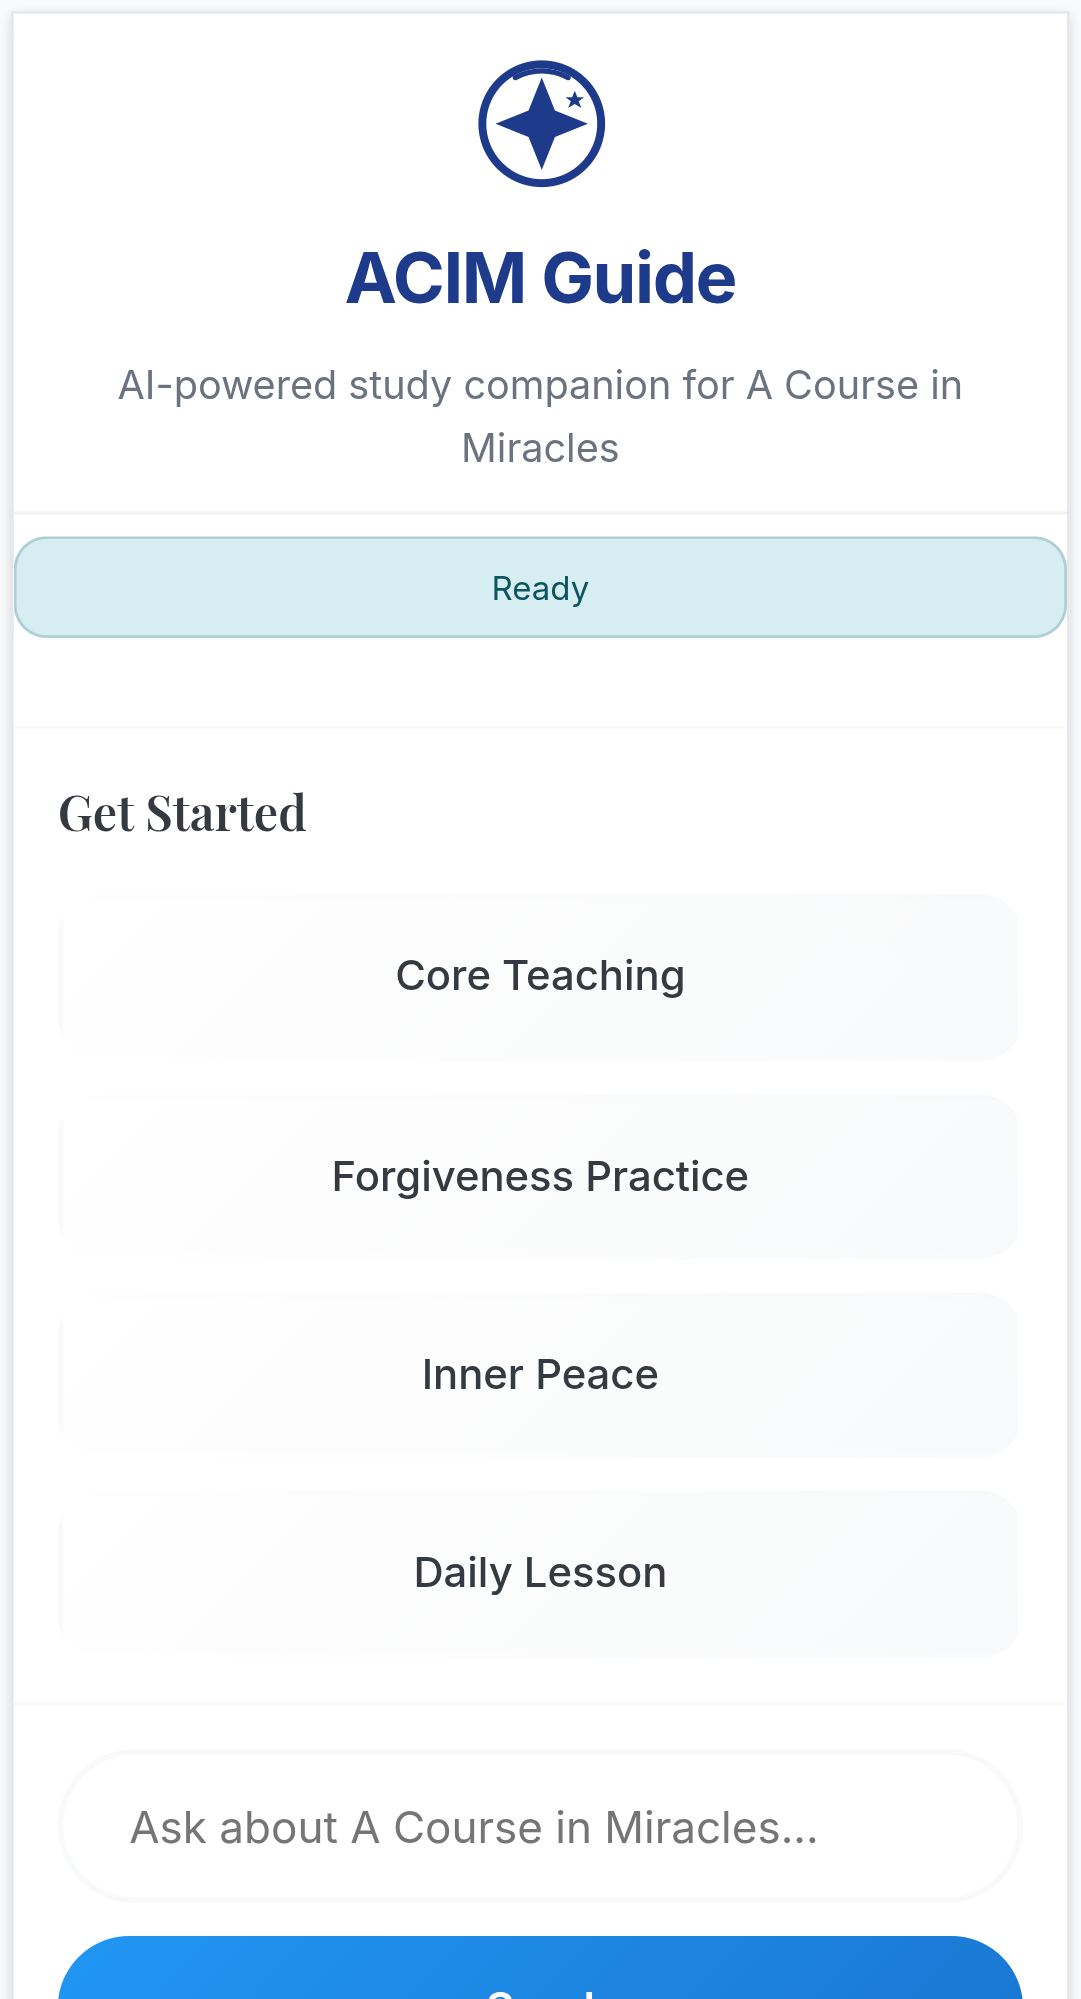 ACIM Guide
AI-powered study companion for A Course in
Miracles
Ready
Get Started
Core Teaching
Forgiveness Practice
Inner Peace
Daily Lesson
Ask about A Course in Miracles...